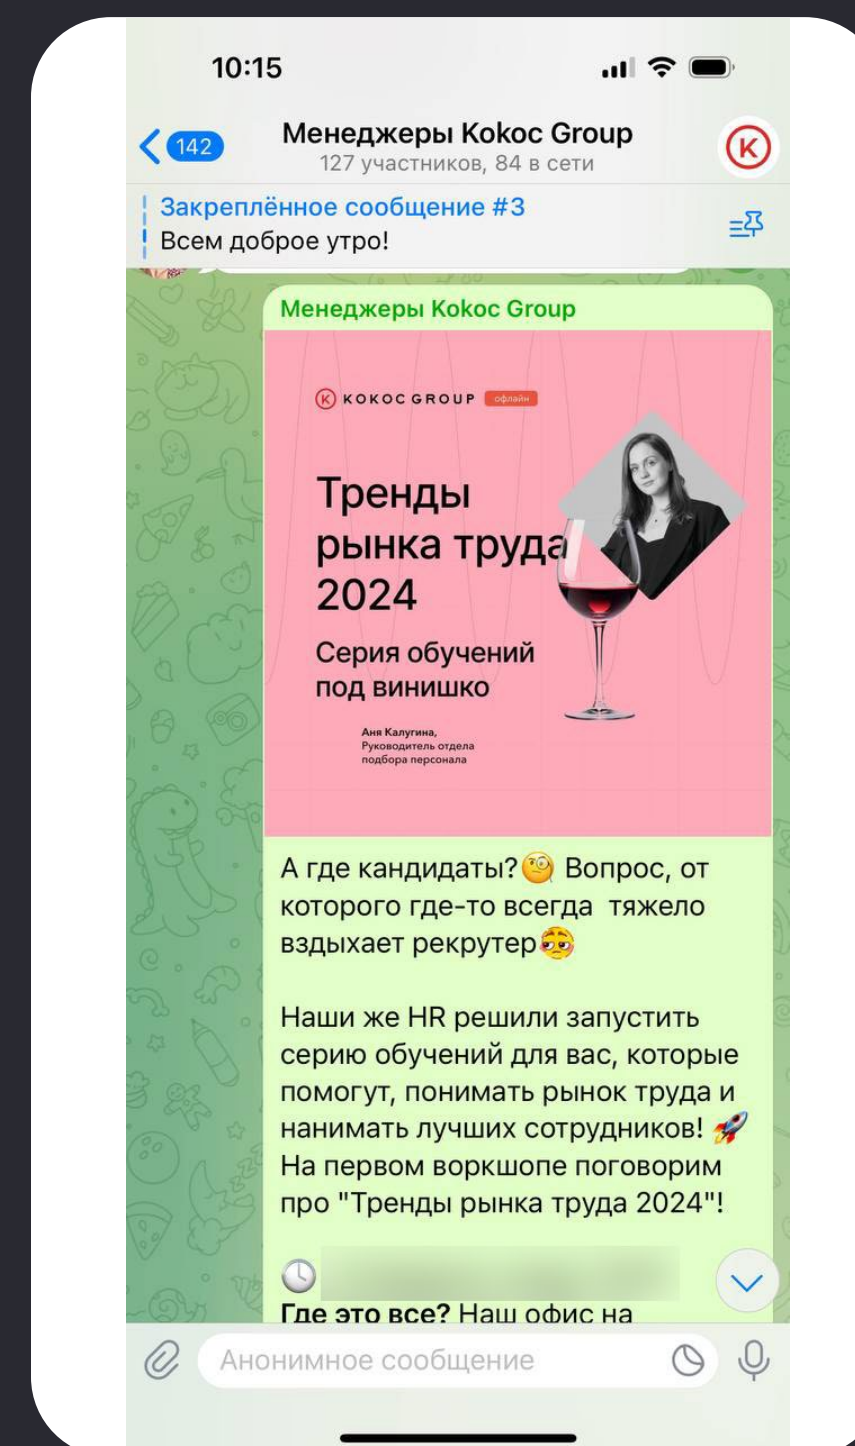 10:15
142
Менеджеры Kokoc Group
127 участников, 84 в сети
Закреплённое сообщение #3
Всем доброе утро!
Менеджеры Kokoc Group
K KOKOC GROUP офлайн
Тренды
рынка труда
2024
Серия обучений
под винишко
Аня Калугина,
Руководитель отдела
подбора персонала
А где кандидаты?🧐 Вопрос, от
которого где-то всегда тяжело
вздыхает рекрутер😩
Наши же HR решили запустить
серию обучений для вас, которые
помогут, понимать рынок труда и
нанимать лучших сотрудников! 🚀
На первом воркшопе поговорим
про "Тренды рынка труда 2024"!
🕓
Где это все? Наш офис на
Анонимное сообщение